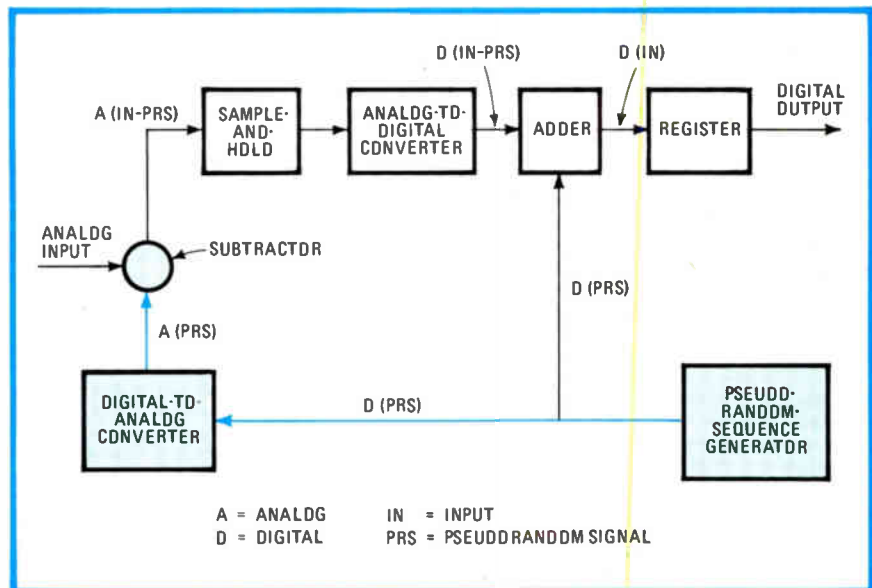 D (IN-PRS)
D (IN)
A (IN-PRS)
SAMPLE-
AND-
HDLD
ANALDG-TD-
DIGITAL
CDNVERTER
ADDER
REGISTER
DIGITAL
DUTPUT
ANALDG
INPUT
SUBTRACTDR
D (PRS)
A (PRS)
DIGITAL-TD-
ANALDG
CDNVERTER
D (PRS)
PSEUDD-
RANDDM-
SEQUENCE
GENERATDR
A = ANALDG IN = INPUT
D = DIGITAL PRS = PSEUDDRANDDM SIGNAL